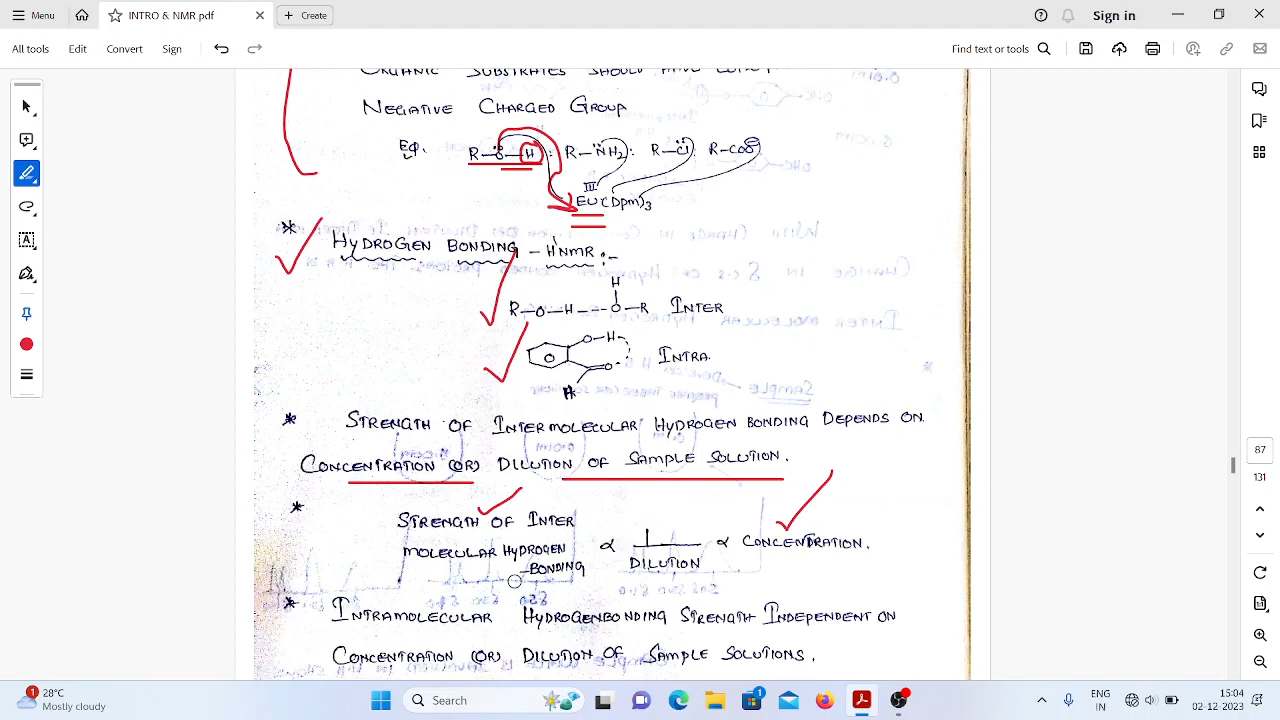 Menu
INTRO & NMR pdf
Create
Sign in
All tools Edit Convert Sign
Find text or tools
NEGATIVE CHARGED GROUP
Eg. R-O-H : R-NH2 : R-Cl R-COO
III
EU (Dpm)3
* HYDROGEN BONDING - H'NMR :-
H
R-O-H----O-R INTER
O-H
O INTRA.
H
* STRENGTH OF INTERMOLECULAR HYDROGEN BONDING DEPENDS ON
CONCENTRATION (OR) DILUTION OF SAMPLE SOLUTION.
* STRENGTH OF INTER
MOLECULAR HYDROGEN
-BONDING
∝ 1/DILUTION ∝ CONCENTRATION.
* INTRAMOLECULAR HYDROGENBONDING STRENGTH INDEPENDENT ON
CONCENTRATION (OR) DILUTION OF SAMPLE SOLUTIONS.
87
131
1
28°C
Mostly cloudy
Search
1
ENG
IN
15:04
02-12-2023